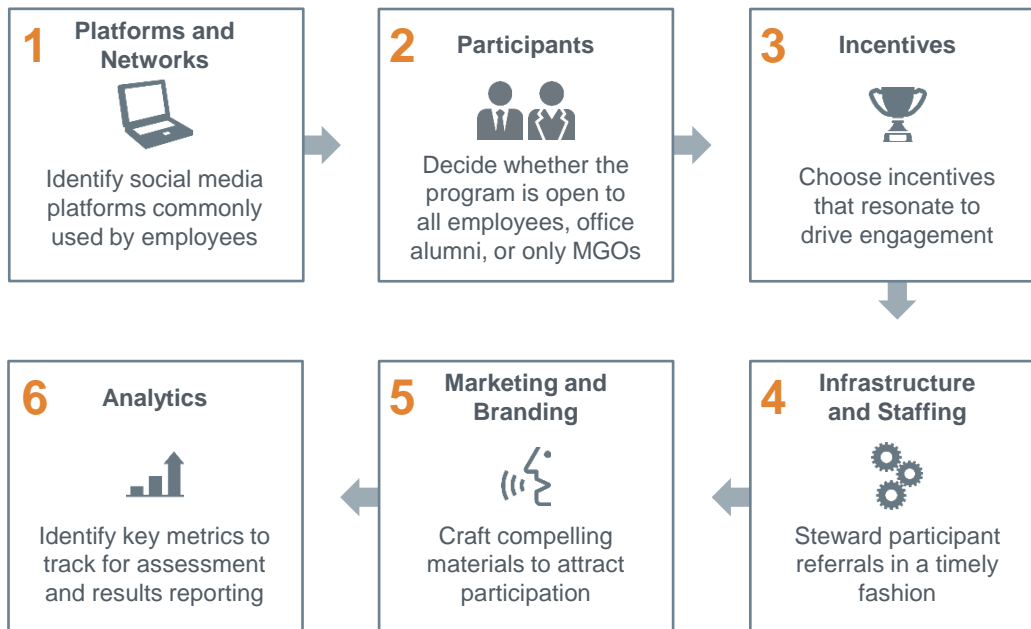 1
Platforms and
Networks
Identify social media
platforms commonly
used by employees
2
Participants
Decide whether the
program is open to
all employees, office
alumni, or only MGOs
3
Incentives
Choose incentives
that resonate to
drive engagement
4
Infrastructure
and Staffing
Steward participant
referrals in a timely
fashion
5
Marketing and
Branding
Craft compelling
materials to attract
participation
6
Analytics
Identify key metrics to
track for assessment
and results reporting